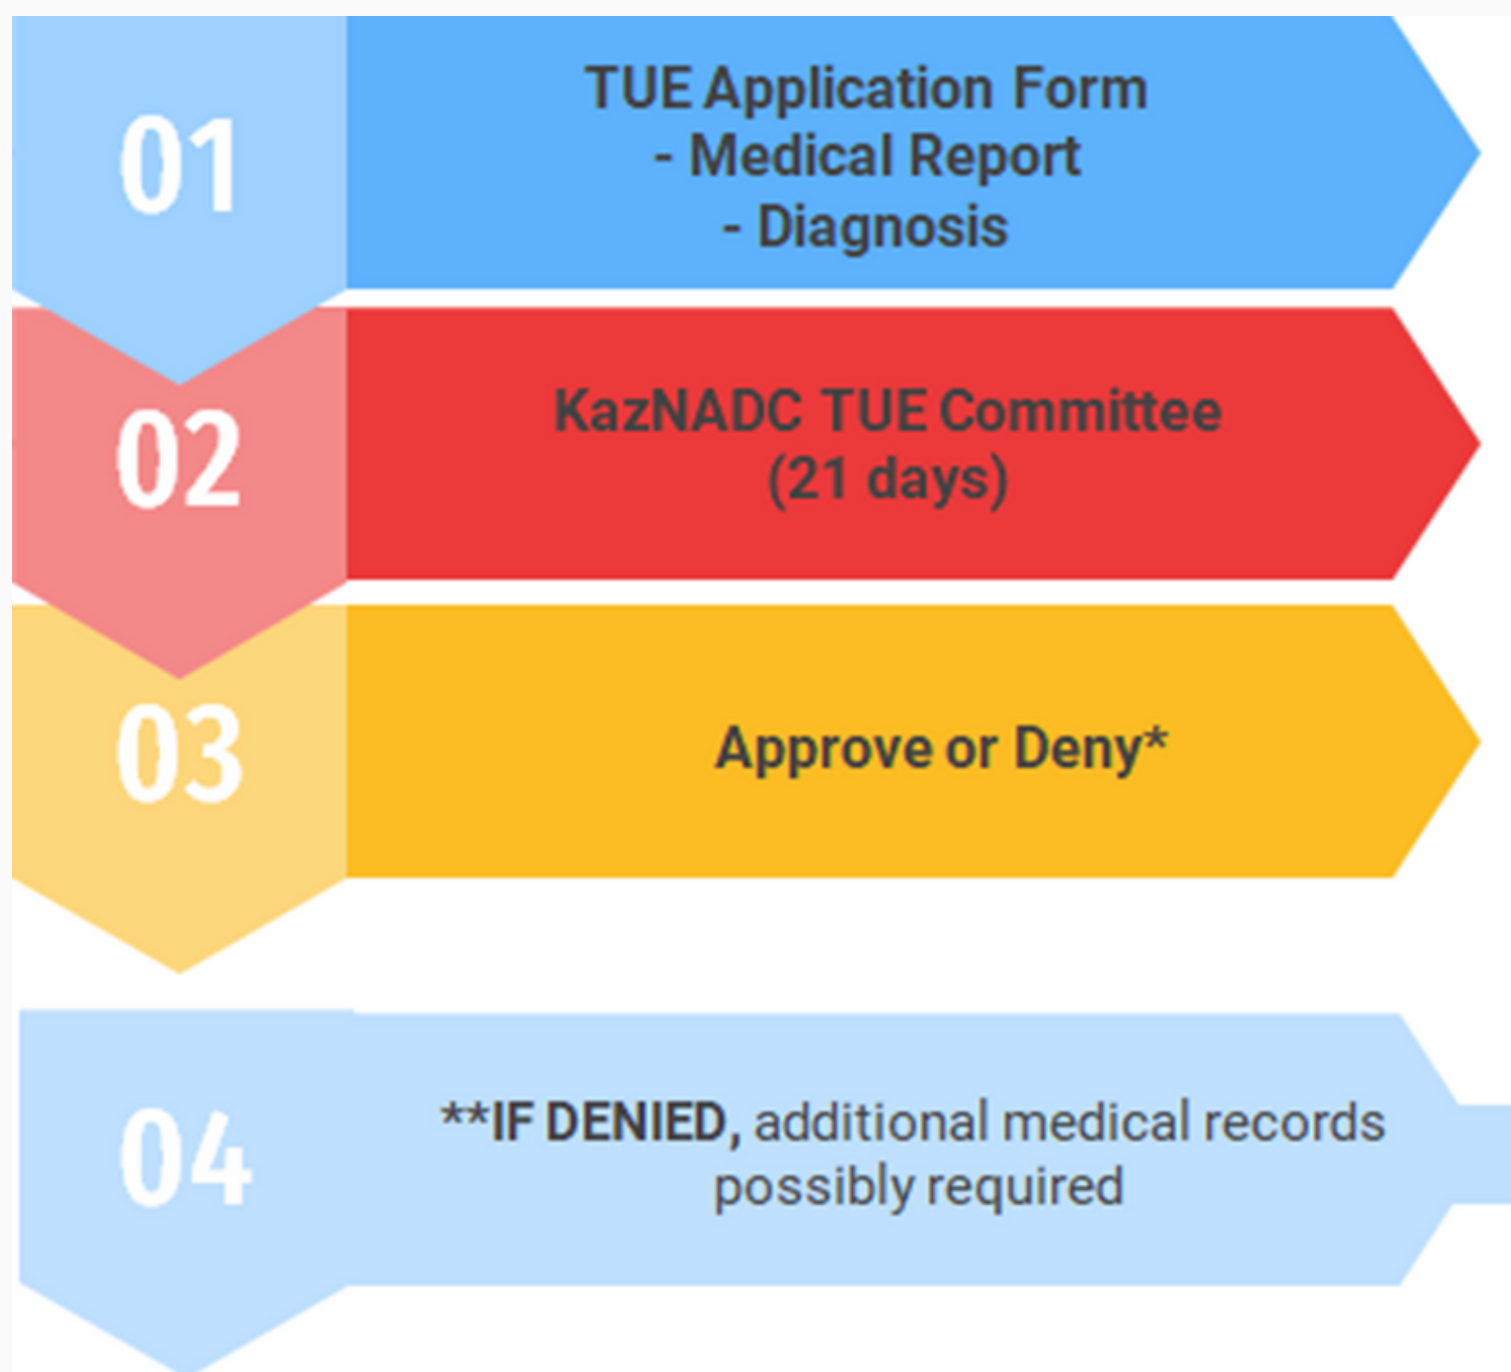 01
TUE Application Form
- Medical Report
- Diagnosis
02
KazNADC TUE Committee
(21 days)
03
Approve or Deny*
04
**IF DENIED, additional medical records
possibly required